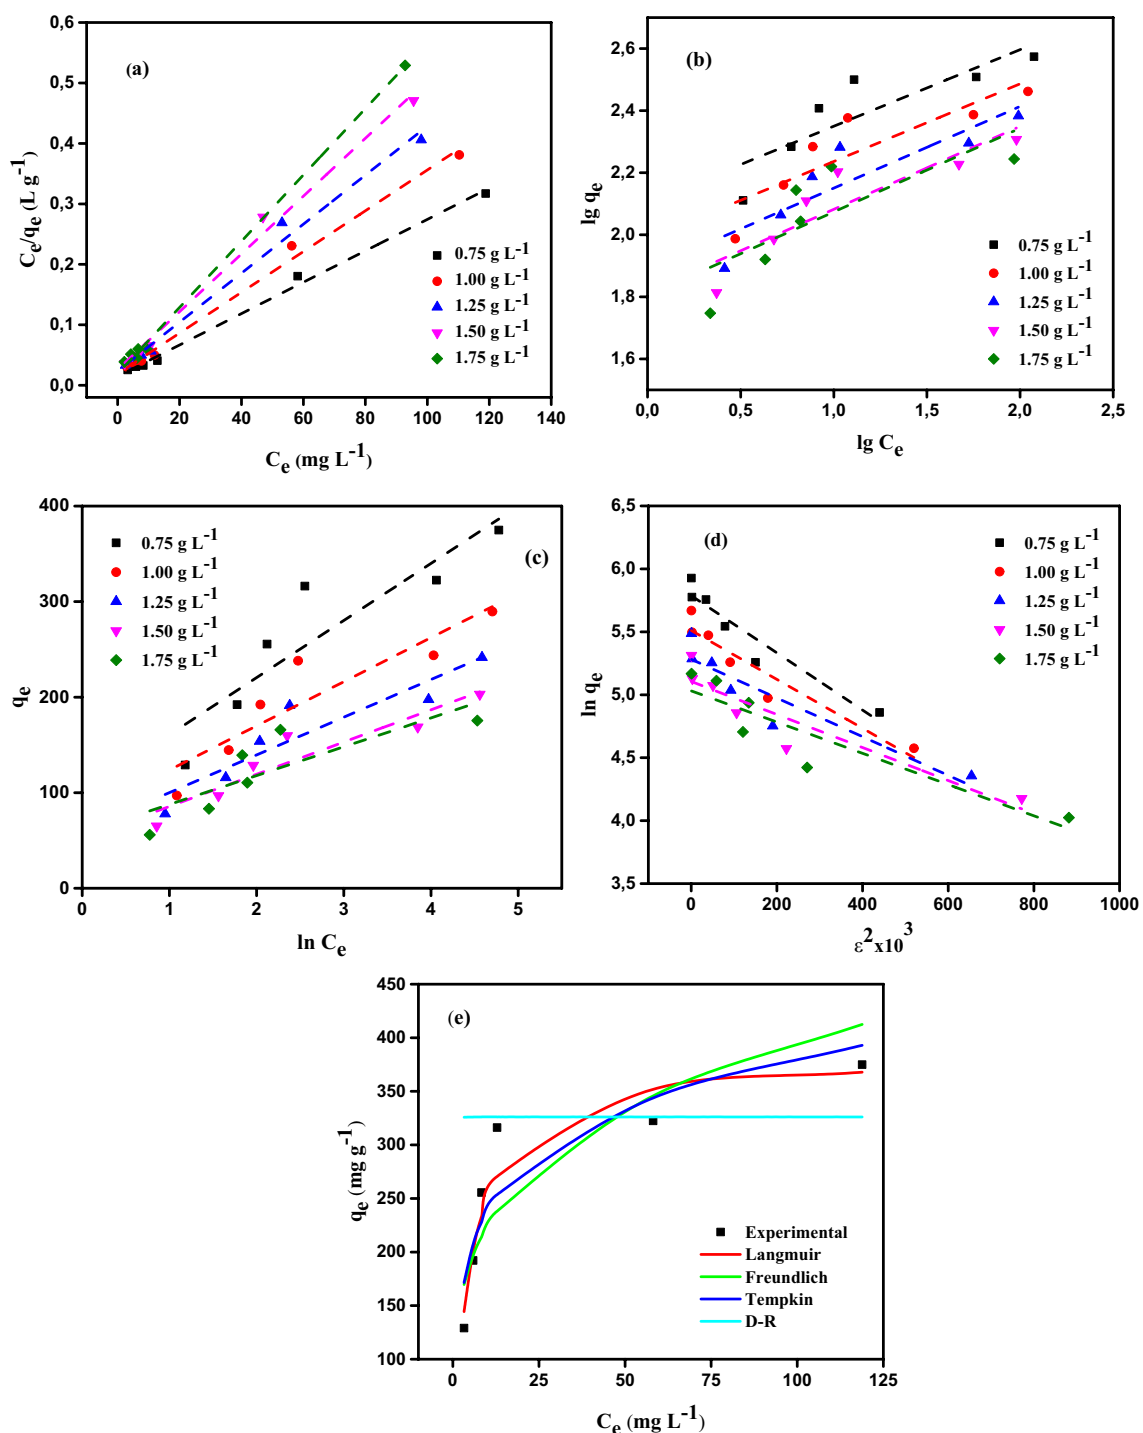 (a)
0,6
0,5
0,4
0,3
0,2
0,1
0,0
Ce/qe (L g-1)
0 20 40 60 80 100 120 140
Ce (mg L-1)
0.75 g L-1
1.00 g L-1
1.25 g L-1
1.50 g L-1
1.75 g L-1
(b)
2,6
2,4
2,2
2,0
1,8
1,6
lg qe
0,0 0,5 1,0 1,5 2,0 2,5
lg Ce
0.75 g L-1
1.00 g L-1
1.25 g L-1
1.50 g L-1
1.75 g L-1
(c)
400
300
200
100
0
qe
0 1 2 3 4 5
ln Ce
0.75 g L-1
1.00 g L-1
1.25 g L-1
1.50 g L-1
1.75 g L-1
(d)
6,5
6,0
5,5
5,0
4,5
4,0
3,5
ln qe
0 200 400 600 800 1000
ε2x103
0.75 g L-1
1.00 g L-1
1.25 g L-1
1.50 g L-1
1.75 g L-1
(e)
450
400
350
300
250
200
150
100
qe (mg g-1)
0 25 50 75 100 125
Ce (mg L-1)
Experimental
Langmuir
Freundlich
Tempkin
D-R